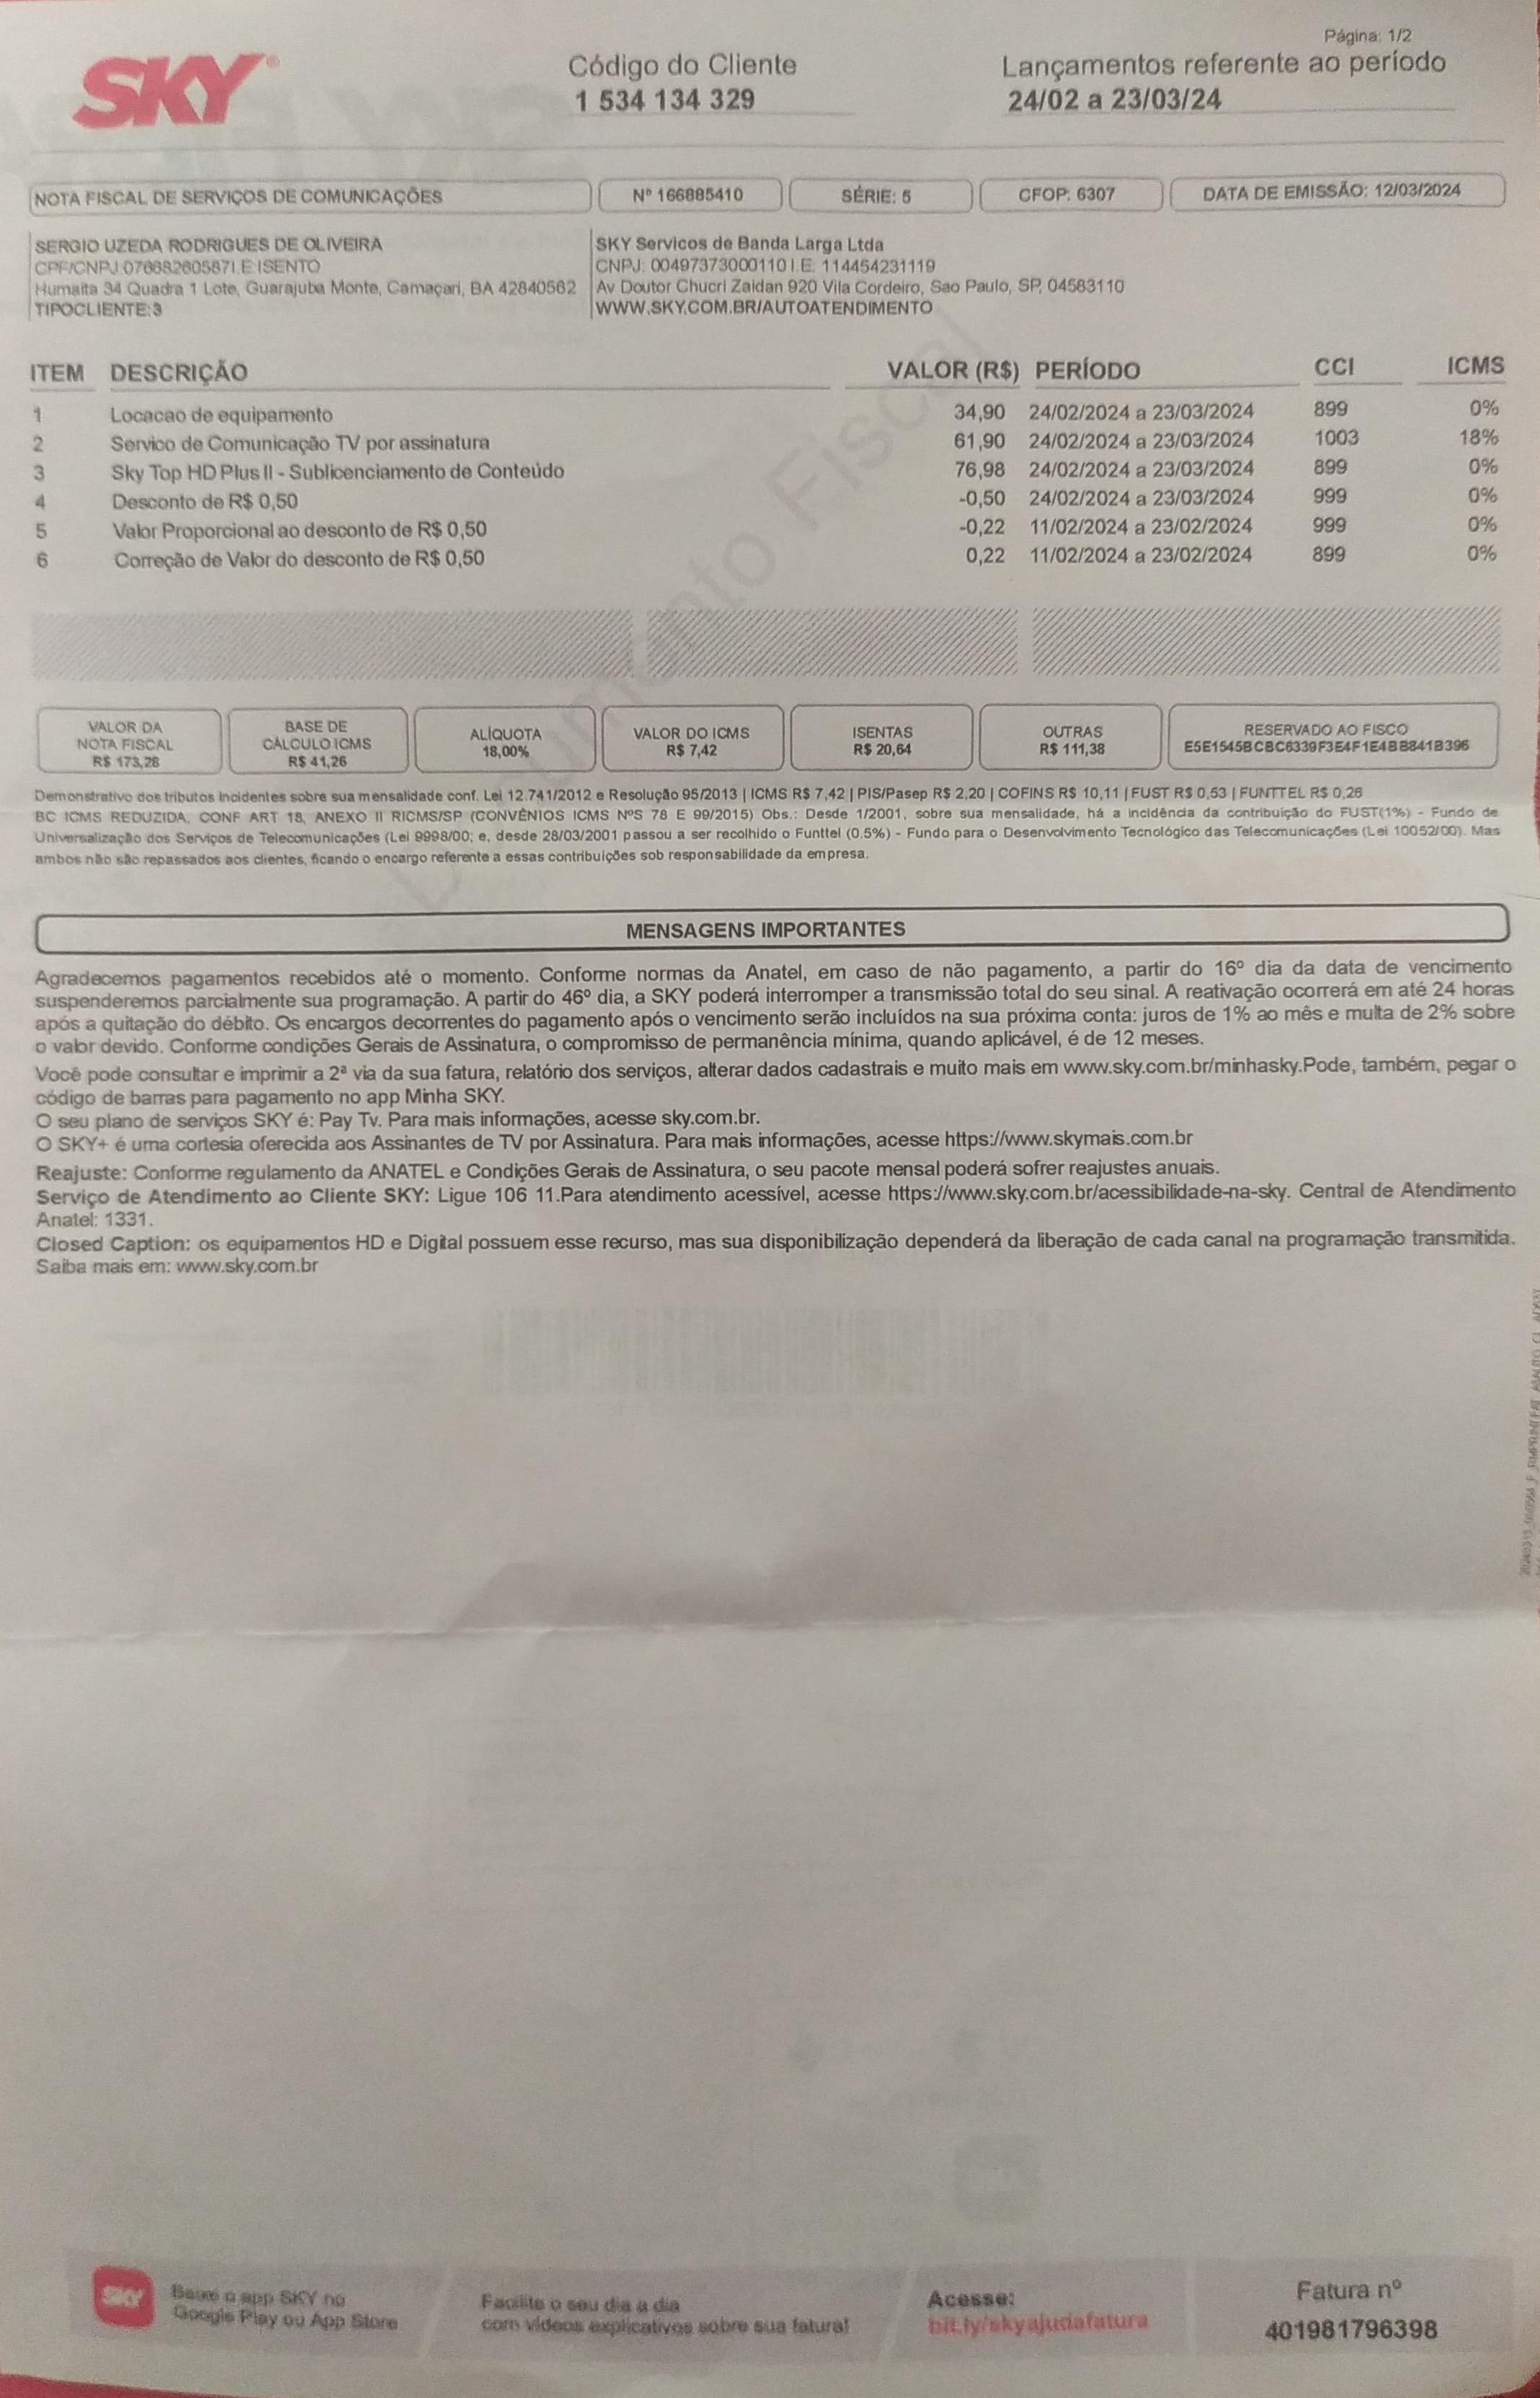 Página: 1/2
SKY
Código do Cliente
1 534 134 329
Lançamentos referente ao período
24/02 a 23/03/24
NOTA FISCAL DE SERVIÇOS DE COMUNICAÇÕES
Nº 166885410
SÉRIE: 5
CFOP: 6307
DATA DE EMISSÃO: 12/03/2024
SERGIO UZEDA RODRIGUES DE OLIVEIRA
CPF/CNPJ:07668260587I.E:ISENTO
Humaita 34 Quadra 1 Lote, Guarajuba Monte, Camaçari, BA 42840562
TIPOCLIENTE:3
SKY Servicos de Banda Larga Ltda
CNPJ: 00497373000110 I.E: 114454231119
Av Doutor Chucri Zaidan 920 Vila Cordeiro, Sao Paulo, SP, 04583110
WWW.SKY.COM.BR/AUTOATENDIMENTO
ITEM DESCRIÇÃO VALOR (R$) PERÍODO CCI ICMS
1 Locacao de equipamento 34,90 24/02/2024 a 23/03/2024 899 0%
2 Servico de Comunicação TV por assinatura 61,90 24/02/2024 a 23/03/2024 1003 18%
3 Sky Top HD Plus II - Sublicenciamento de Conteúdo 76,98 24/02/2024 a 23/03/2024 899 0%
4 Desconto de R$ 0,50 -0,50 24/02/2024 a 23/03/2024 999 0%
5 Valor Proporcional ao desconto de R$ 0,50 -0,22 11/02/2024 a 23/02/2024 999 0%
6 Correção de Valor do desconto de R$ 0,50 0,22 11/02/2024 a 23/02/2024 899 0%
Documento Fiscal
VALOR DA
NOTA FISCAL
R$ 173,28
BASE DE
CÁLCULO ICMS
R$ 41,26
ALÍQUOTA
18,00%
VALOR DO ICMS
R$ 7,42
ISENTAS
R$ 20,64
OUTRAS
R$ 111,38
RESERVADO AO FISCO
E5E1545BCBC6339F3E4F1E4BB841B396
Demonstrativo dos tributos incidentes sobre sua mensalidade conf. Lei 12.741/2012 e Resolução 95/2013 | ICMS R$ 7,42 | PIS/Pasep R$ 2,20 | COFINS R$ 10,11 | FUST R$ 0,53 | FUNTTEL R$ 0,26
BC ICMS REDUZIDA, CONF ART 18, ANEXO II RICMS/SP (CONVÊNIOS ICMS NºS 78 E 99/2015) Obs.: Desde 1/2001, sobre sua mensalidade, há a incidência da contribuição do FUST(1%) - Fundo de
Universalização dos Serviços de Telecomunicações (Lei 9998/00; e, desde 28/03/2001 passou a ser recolhido o Funttel (0,5%) - Fundo para o Desenvolvimento Tecnológico das Telecomunicações (Lei 10052/00). Mas
ambos não são repassados aos clientes, ficando o encargo referente a essas contribuições sob responsabilidade da empresa.
MENSAGENS IMPORTANTES
Agradecemos pagamentos recebidos até o momento. Conforme normas da Anatel, em caso de não pagamento, a partir do 16º dia da data de vencimento
suspenderemos parcialmente sua programação. A partir do 46º dia, a SKY poderá interromper a transmissão total do seu sinal. A reativação ocorrerá em até 24 horas
após a quitação do débito. Os encargos decorrentes do pagamento após o vencimento serão incluídos na sua próxima conta: juros de 1% ao mês e multa de 2% sobre
o valor devido. Conforme condições Gerais de Assinatura, o compromisso de permanência mínima, quando aplicável, é de 12 meses.
Você pode consultar e imprimir a 2ª via da sua fatura, relatório dos serviços, alterar dados cadastrais e muito mais em www.sky.com.br/minhasky.Pode, também, pegar o
código de barras para pagamento no app Minha SKY.
O seu plano de serviços SKY é: Pay Tv. Para mais informações, acesse sky.com.br.
O SKY+ é uma cortesia oferecida aos Assinantes de TV por Assinatura. Para mais informações, acesse https://www.skymais.com.br
Reajuste: Conforme regulamento da ANATEL e Condições Gerais de Assinatura, o seu pacote mensal poderá sofrer reajustes anuais.
Serviço de Atendimento ao Cliente SKY: Ligue 106 11.Para atendimento acessível, acesse https://www.sky.com.br/acessibilidade-na-sky. Central de Atendimento
Anatel: 1331.
Closed Caption: os equipamentos HD e Digital possuem esse recurso, mas sua disponibilização dependerá da liberação de cada canal na programação transmitida.
Saiba mais em: www.sky.com.br
SKY
Baixe o app SKY no
Google Play ou App Store
Facilite o seu dia a dia
com vídeos explicativos sobre sua fatura!
Acesse:
bit.ly/skyajudafatura
Fatura nº
401981796398